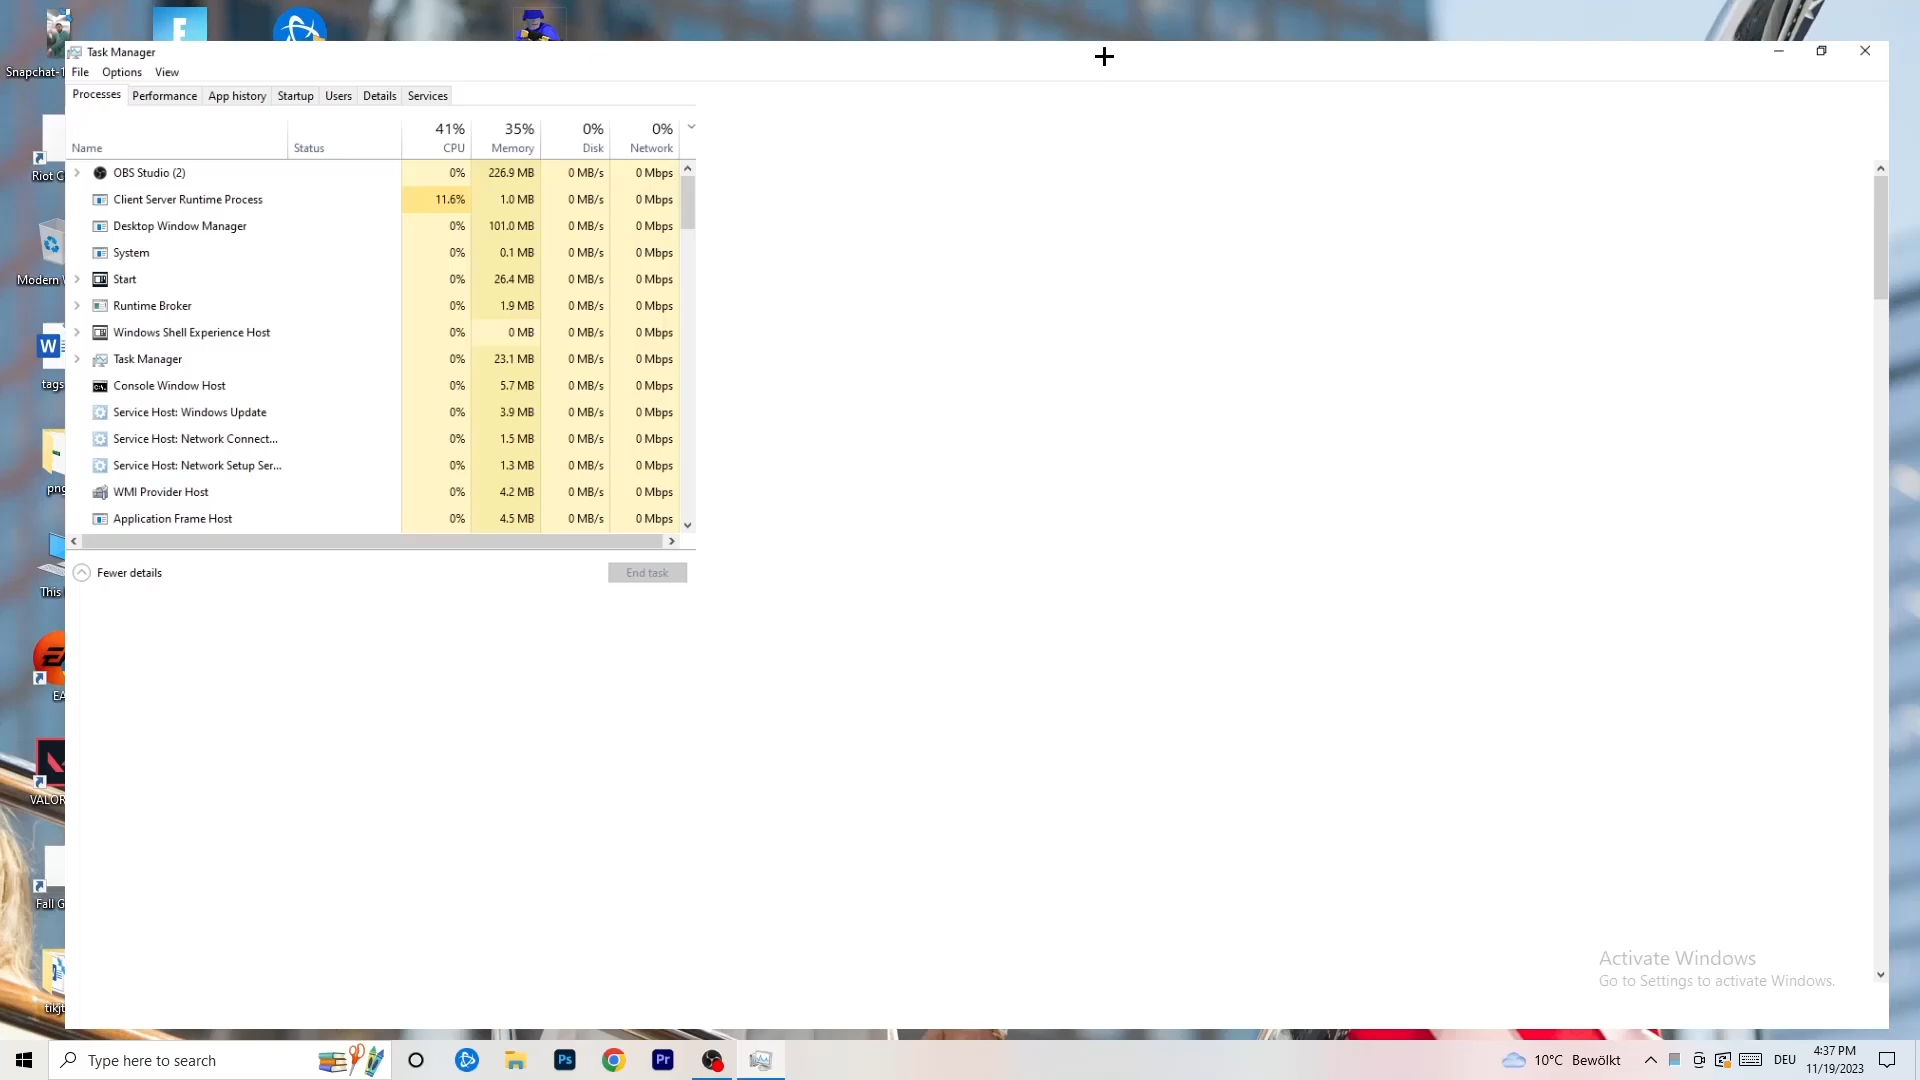 Snapchat-1
Task Manager
File Options View
Processes Performance App history Startup Users Details Services
41% 35% 0% 0%
Name Status CPU Memory Disk Network
OBS Studio (2) 0% 226.9 MB 0 MB/s 0 Mbps
Client Server Runtime Process 11.6% 1.0 MB 0 MB/s 0 Mbps
Desktop Window Manager 0% 101.0 MB 0 MB/s 0 Mbps
System 0% 0.1 MB 0 MB/s 0 Mbps
Start 0% 26.4 MB 0 MB/s 0 Mbps
Runtime Broker 0% 1.9 MB 0 MB/s 0 Mbps
Windows Shell Experience Host 0% 0 MB 0 MB/s 0 Mbps
Task Manager 0% 23.1 MB 0 MB/s 0 Mbps
Console Window Host 0% 5.7 MB 0 MB/s 0 Mbps
Service Host: Windows Update 0% 3.9 MB 0 MB/s 0 Mbps
Service Host: Network Connect... 0% 1.5 MB 0 MB/s 0 Mbps
Service Host: Network Setup Ser... 0% 1.3 MB 0 MB/s 0 Mbps
WMI Provider Host 0% 4.2 MB 0 MB/s 0 Mbps
Application Frame Host 0% 4.5 MB 0 MB/s 0 Mbps
Fewer details End task
Riot C
Modern
W
tags
png
This
EA
VALOR
Fall G
Activate Windows
Go to Settings to activate Windows.
Type here to search
Ps
Pr
10°C Bewölkt
DEU
4:37 PM
11/19/2023